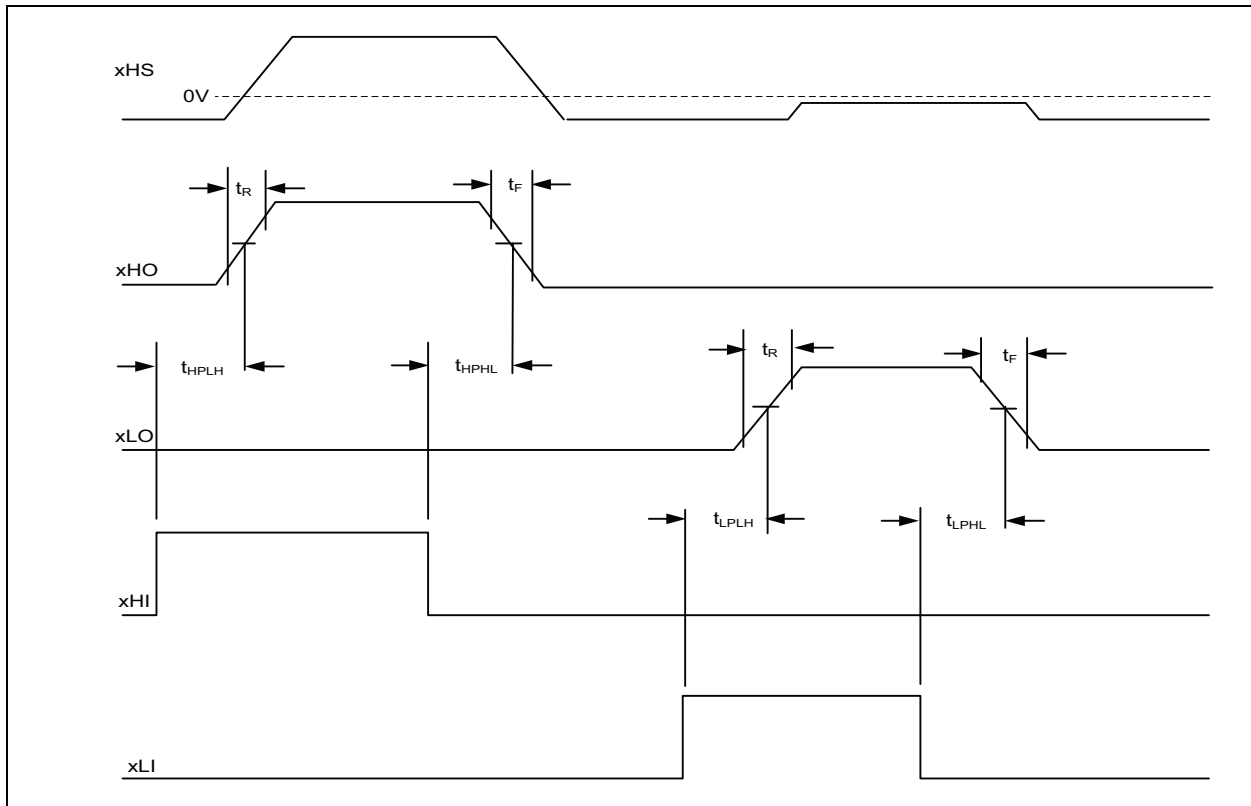 xHS
0V
tR
tF
xHO
tHPLH
tHPHL
tR
tF
xLO
tLPLH
tLPHL
xHI
xLI